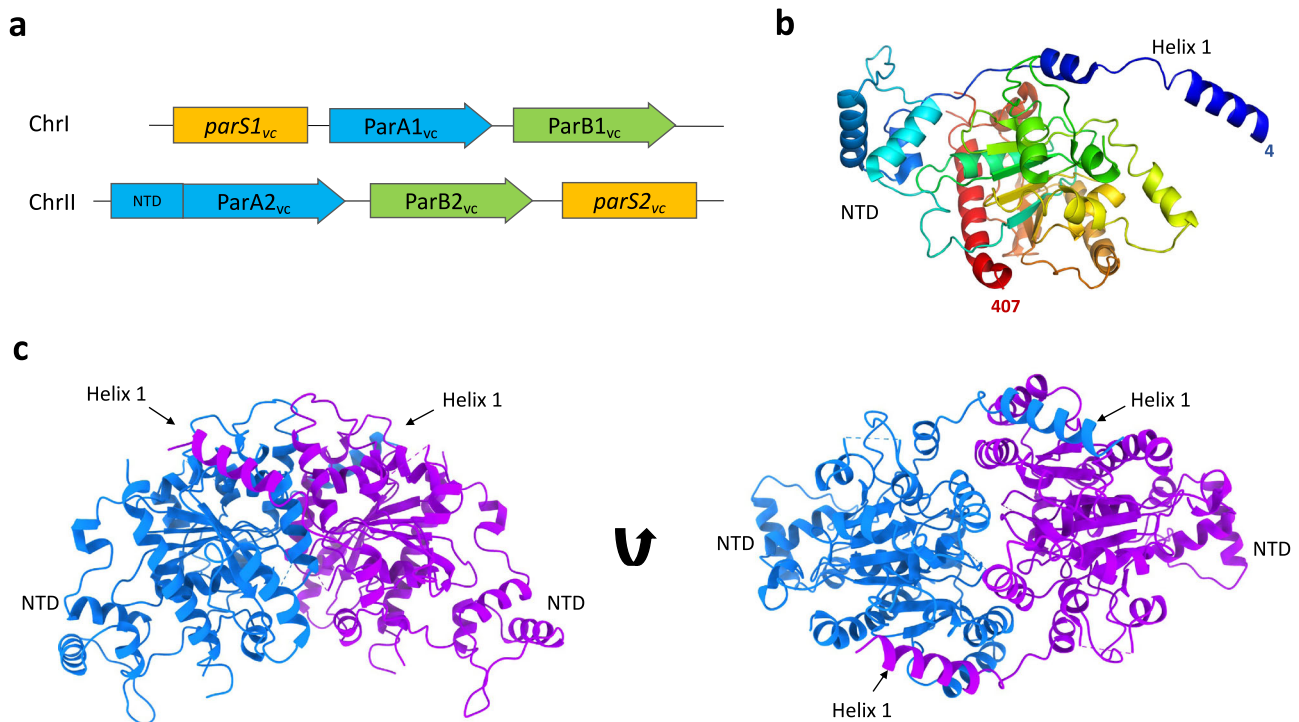 a
ChrI parS1vc ParA1vc ParB1vc
ChrII NTD ParA2vc ParB2vc parS2vc
b
Helix 1
4
NTD
407
c
Helix 1 Helix 1
NTD NTD
Helix 1
NTD NTD
Helix 1